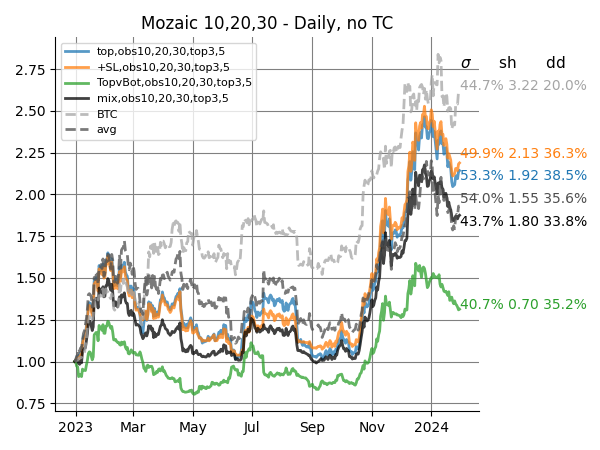 Mozaic 10,20,30 - Daily, no TC
top,obs10,20,30,top3,5
+SL,obs10,20,30,top3,5
TopvBot,obs10,20,30,top3,5
mix,obs10,20,30,top3,5
BTC
avg
σ sh dd
44.7% 3.22 20.0%
49.9% 2.13 36.3%
53.3% 1.92 38.5%
54.0% 1.55 35.6%
43.7% 1.80 33.8%
40.7% 0.70 35.2%
2.75
2.50
2.25
2.00
1.75
1.50
1.25
1.00
0.75
2023 Mar May Jul Sep Nov 2024